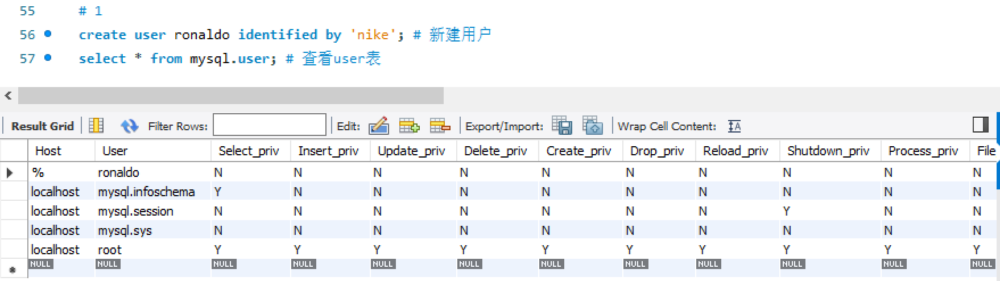 55 # 1
56 create user ronaldo identified by 'nike'; # 新建用户
57 select * from mysql.user; # 查看user表
Result Grid Filter Rows: Edit: Export/Import: Wrap Cell Content:
Host User Select_priv Insert_priv Update_priv Delete_priv Create_priv Drop_priv Reload_priv Shutdown_priv Process_priv File
% ronaldo N N N N N N N N N N
localhost mysql.infoschema Y N N N N N N N N N
localhost mysql.session N N N N N N N Y N N
localhost mysql.sys N N N N N N N N N N
localhost root Y Y Y Y Y Y Y Y Y Y
NULL NULL NULL NULL NULL NULL NULL NULL NULL NULL NULL NULL